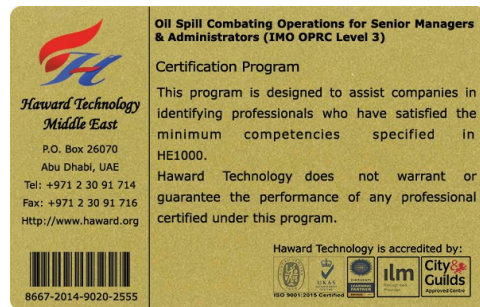 Haward Technology
Middle East
P.O. Box 26070
Abu Dhabi, UAE
Tel: +971 2 30 91 714
Fax: +971 2 30 91 716
Http://www.haward.org
8667-2014-9020-2555
Oil Spill Combating Operations for Senior Managers
& Administrators (IMO OPRC Level 3)
Certification Program
This program is designed to assist companies in
identifying professionals who have satisfied the
minimum competencies specified in
HE1000.
Haward Technology does not warrant or
guarantee the performance of any professional
certified under this program.
Haward Technology is accredited by:
UKAS
ilm
City&
Guilds
Approved Centre
ISO 9001:2015 Certified